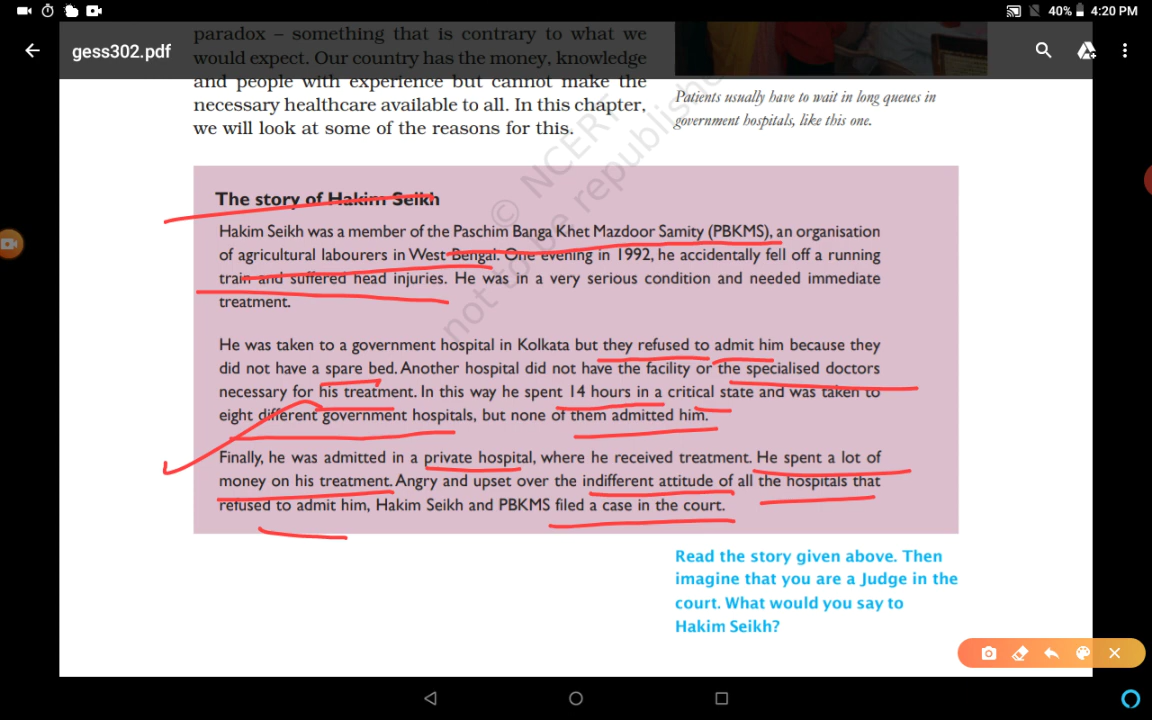 40% 4:20 PM
gess302.pdf
paradox – something that is contrary to what we
would expect. Our country has the money, knowledge
and people with experience but cannot make the
necessary healthcare available to all. In this chapter,
we will look at some of the reasons for this.
Patients usually have to wait in long queues in
government hospitals, like this one.
© NCERT
not to be republished
The story of Hakim Seikh
Hakim Seikh was a member of the Paschim Banga Khet Mazdoor Samity (PBKMS), an organisation
of agricultural labourers in West Bengal. One evening in 1992, he accidentally fell off a running
train and suffered head injuries. He was in a very serious condition and needed immediate
treatment.
He was taken to a government hospital in Kolkata but they refused to admit him because they
did not have a spare bed. Another hospital did not have the facility or the specialised doctors
necessary for his treatment. In this way he spent 14 hours in a critical state and was taken to
eight different government hospitals, but none of them admitted him.
Finally, he was admitted in a private hospital, where he received treatment. He spent a lot of
money on his treatment. Angry and upset over the indifferent attitude of all the hospitals that
refused to admit him, Hakim Seikh and PBKMS filed a case in the court.
Read the story given above. Then
imagine that you are a Judge in the
court. What would you say to
Hakim Seikh?